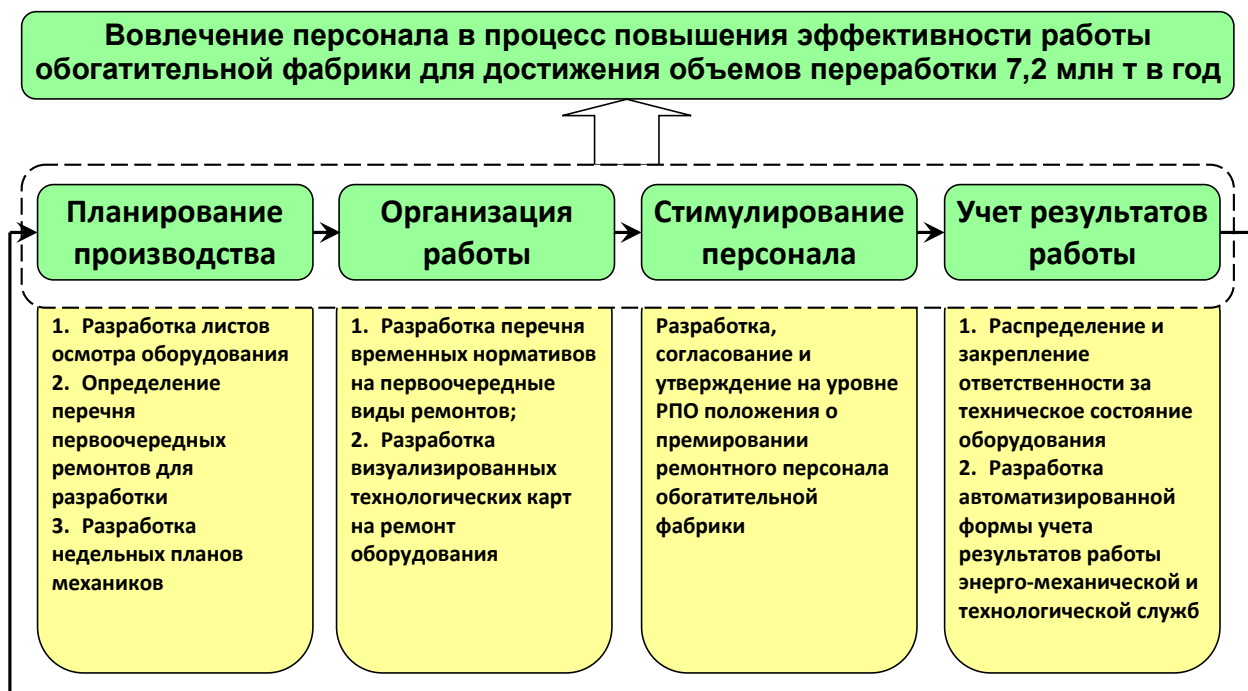 Вовлечение персонала в процесс повышения эффективности работы
обогатительной фабрики для достижения объемов переработки 7,2 млн т в год
Планирование
производства
Организация
работы
Стимулирование
персонала
Учет результатов
работы
1. Разработка листов
осмотра оборудования
2. Определение
перечня
первоочередных
ремонтов для
разработки
3. Разработка
недельных планов
механиков
1. Разработка перечня
временных нормативов
на первоочередные
виды ремонтов;
2. Разработка
визуализированных
технологических карт
на ремонт
оборудования
Разработка,
согласование и
утверждение на уровне
РПО положения о
премировании
ремонтного персонала
обогатительной
фабрики
1. Распределение и
закрепление
ответственности за
техническое состояние
оборудования
2. Разработка
автоматизированной
формы учета
результатов работы
энерго-механической и
технологической служб